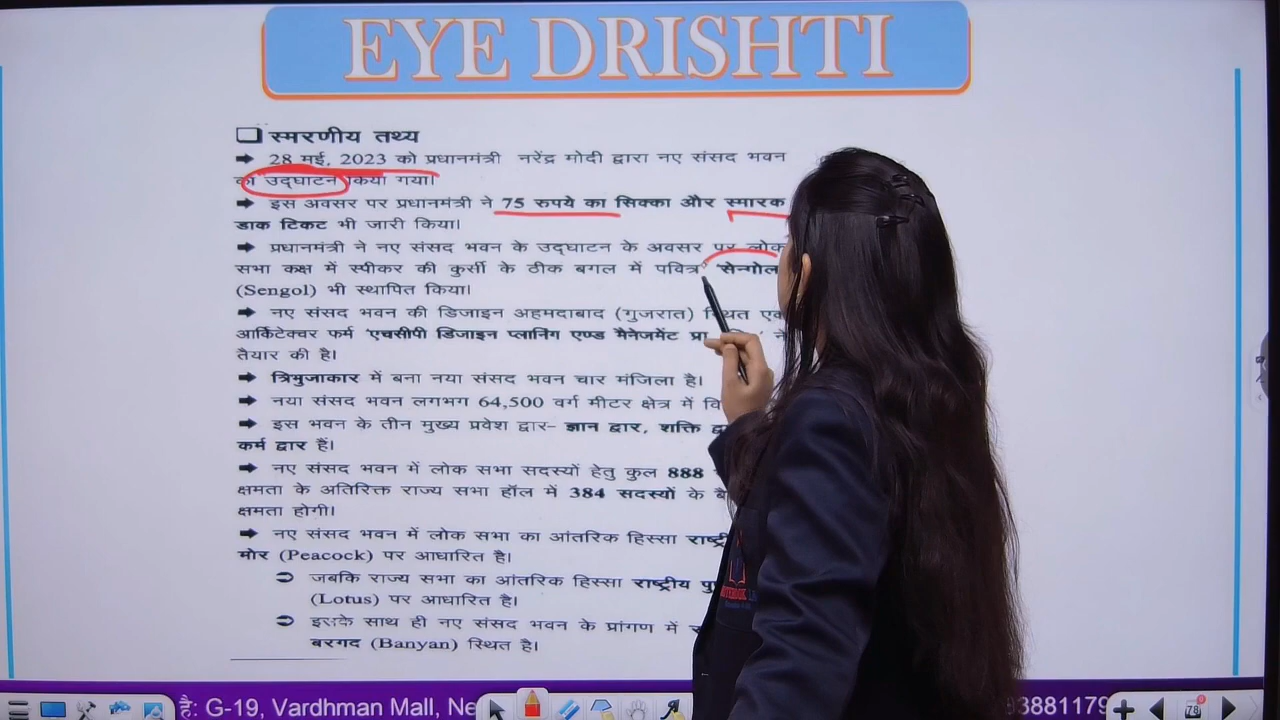 EYE DRISHTI
स्मरणीय तथ्य
28 मई, 2023 को प्रधानमंत्री नरेंद्र मोदी द्वारा नए संसद भवन
का उद्घाटन किया गया।
इस अवसर पर प्रधानमंत्री ने 75 रुपये का सिक्का और स्मारक
डाक टिकट भी जारी किया।
प्रधानमंत्री ने नए संसद भवन के उद्घाटन के अवसर पर लोक
सभा कक्ष में स्पीकर की कुर्सी के ठीक बगल में पवित्र 'सेन्गोल
(Sengol) भी स्थापित किया।
नए संसद भवन की डिजाइन अहमदाबाद (गुजरात)
आर्किटेक्चर फर्म 'एचसीपी डिजाइन प्लानिंग एण्ड मैनेजमेंट
तैयार की है।
त्रिभुजाकार में बना नया संसद भवन चार मंजिला है।
नया संसद भवन लगभग 64,500 वर्ग मीटर क्षेत्र में
इस भवन के तीन मुख्य प्रवेश द्वार– ज्ञान द्वार, शक्ति
कर्म द्वार हैं।
नए संसद भवन में लोक सभा सदस्यों हेतु कुल 888
क्षमता के अतिरिक्त राज्य सभा हॉल में 384 सदस्यों के
क्षमता होगी।
नए संसद भवन में लोक सभा का आंतरिक हिस्सा
मोर (Peacock) पर आधारित है।
जबकि राज्य सभा का आंतरिक हिस्सा राष्ट्रीय
(Lotus) पर आधारित है।
इसके साथ ही नए संसद भवन के प्रांगण में
बरगद (Banyan) स्थित है।
है: G-19, Vardhman Mall,
78